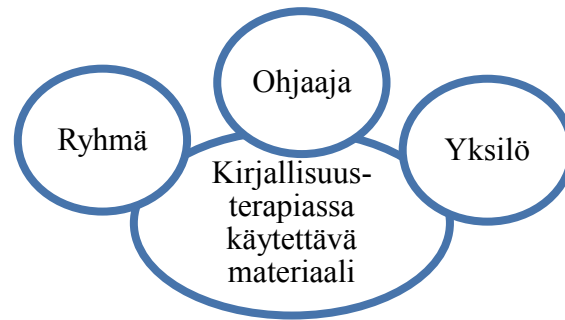 Ohjaaja
Ryhmä
Yksilö
Kirjallisuus-
terapiassa
käytettävä
materiaali